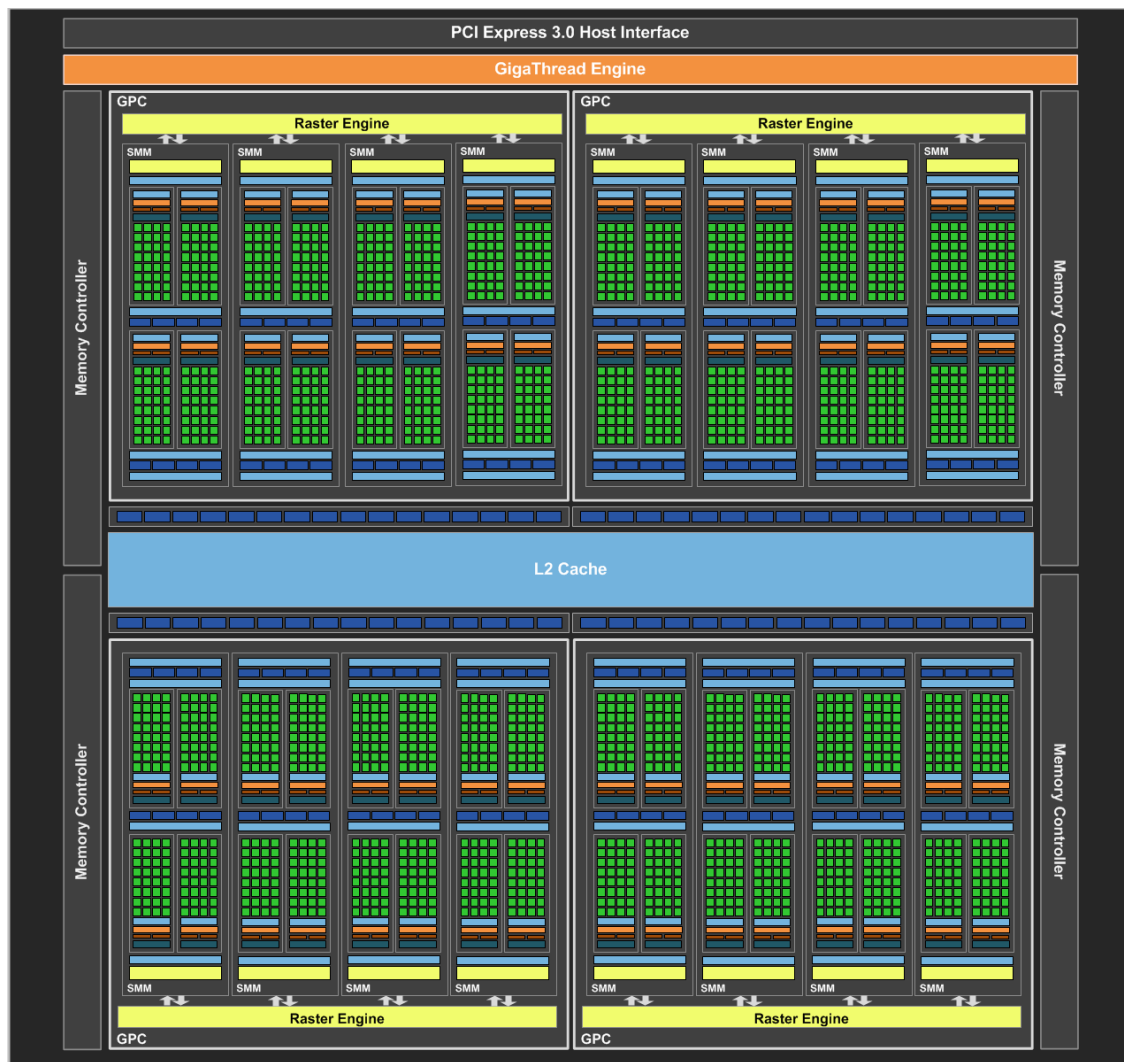 PCI Express 3.0 Host Interface
GigaThread Engine
GPC
GPC
Raster Engine
Raster Engine
SMM
SMM
SMM
SMM
SMM
SMM
SMM
SMM
Memory Controller
Memory Controller
L2 Cache
Memory Controller
Memory Controller
SMM
SMM
SMM
SMM
SMM
SMM
SMM
SMM
Raster Engine
Raster Engine
GPC
GPC